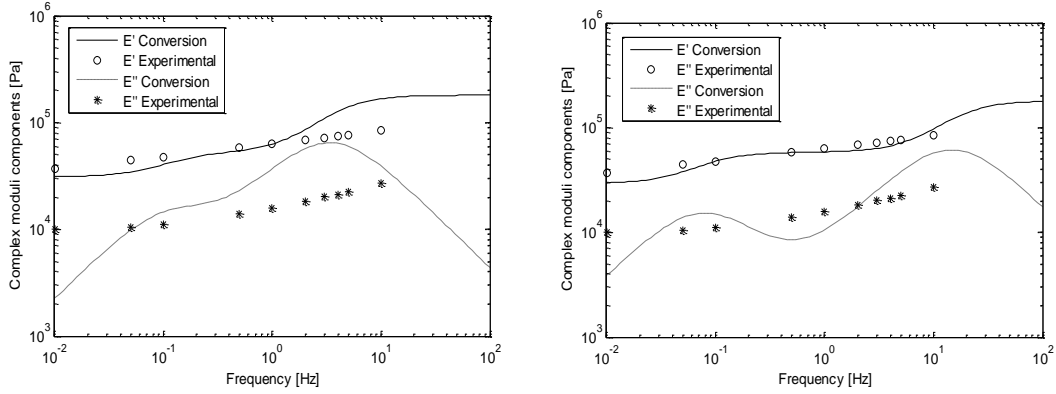 10^6
10^5
10^4
10^3
Complex moduli components [Pa]
E' Conversion
E' Experimental
E'' Conversion
E'' Experimental
10^-2 10^-1 10^0 10^1 10^2
Frequency [Hz]
10^6
10^5
10^4
10^3
Complex moduli components [Pa]
E' Conversion
E'' Experimental
E'' Conversion
E'' Experimental
10^-2 10^-1 10^0 10^1 10^2
Frequency [Hz]